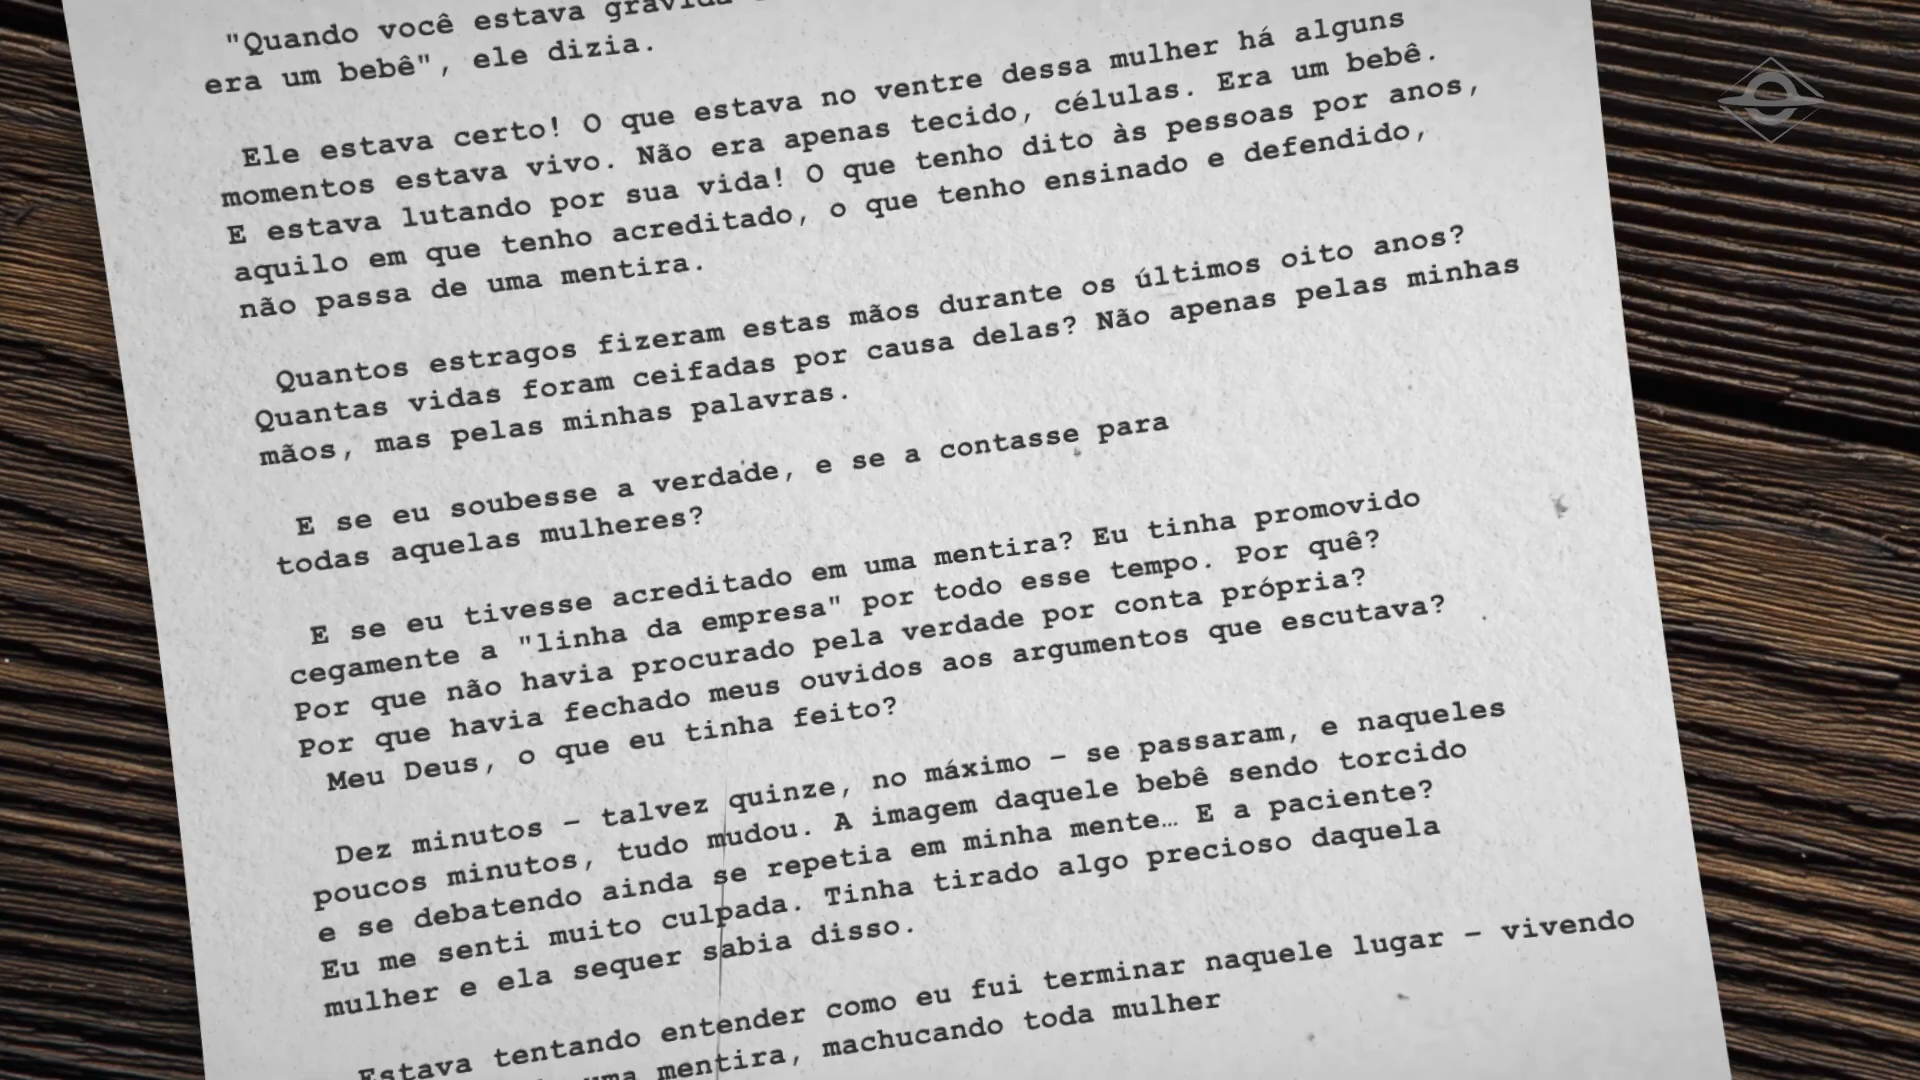 "Quando você estava grávida
era um bebê", ele dizia.
Ele estava certo! O que estava no ventre dessa mulher há alguns
momentos estava vivo. Não era apenas tecido, células. Era um bebê.
E estava lutando por sua vida! O que tenho dito às pessoas por anos,
aquilo em que tenho acreditado, o que tenho ensinado e defendido,
não passa de uma mentira.
Quantos estragos fizeram estas mãos durante os últimos oito anos?
Quantas vidas foram ceifadas por causa delas? Não apenas pelas minhas
mãos, mas pelas minhas palavras.
E se eu soubesse a verdade, e se a contasse para
todas aquelas mulheres?
E se eu tivesse acreditado em uma mentira? Eu tinha promovido
cegamente a "linha da empresa" por todo esse tempo. Por quê?
Por que não havia procurado pela verdade por conta própria?
Por que havia fechado meus ouvidos aos argumentos que escutava?
Meu Deus, o que eu tinha feito?
Dez minutos – talvez quinze, no máximo – se passaram, e naqueles
poucos minutos, tudo mudou. A imagem daquele bebê sendo torcido
e se debatendo ainda se repetia em minha mente… E a paciente?
Eu me senti muito culpada. Tinha tirado algo precioso daquela
mulher e ela sequer sabia disso.
Estava tentando entender como eu fui terminar naquele lugar – vivendo
uma mentira, machucando toda mulher